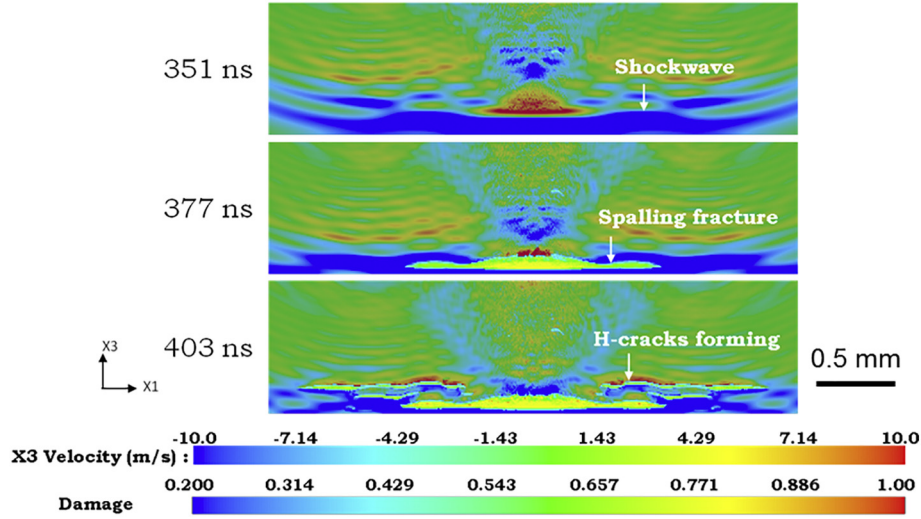 351 ns
Shockwave
377 ns
Spalling fracture
403 ns
H-cracks forming
X3
X1
0.5 mm
-10.0 -7.14 -4.29 -1.43 1.43 4.29 7.14 10.0
X3 Velocity (m/s) :
0.200 0.314 0.429 0.543 0.657 0.771 0.886 1.00
Damage